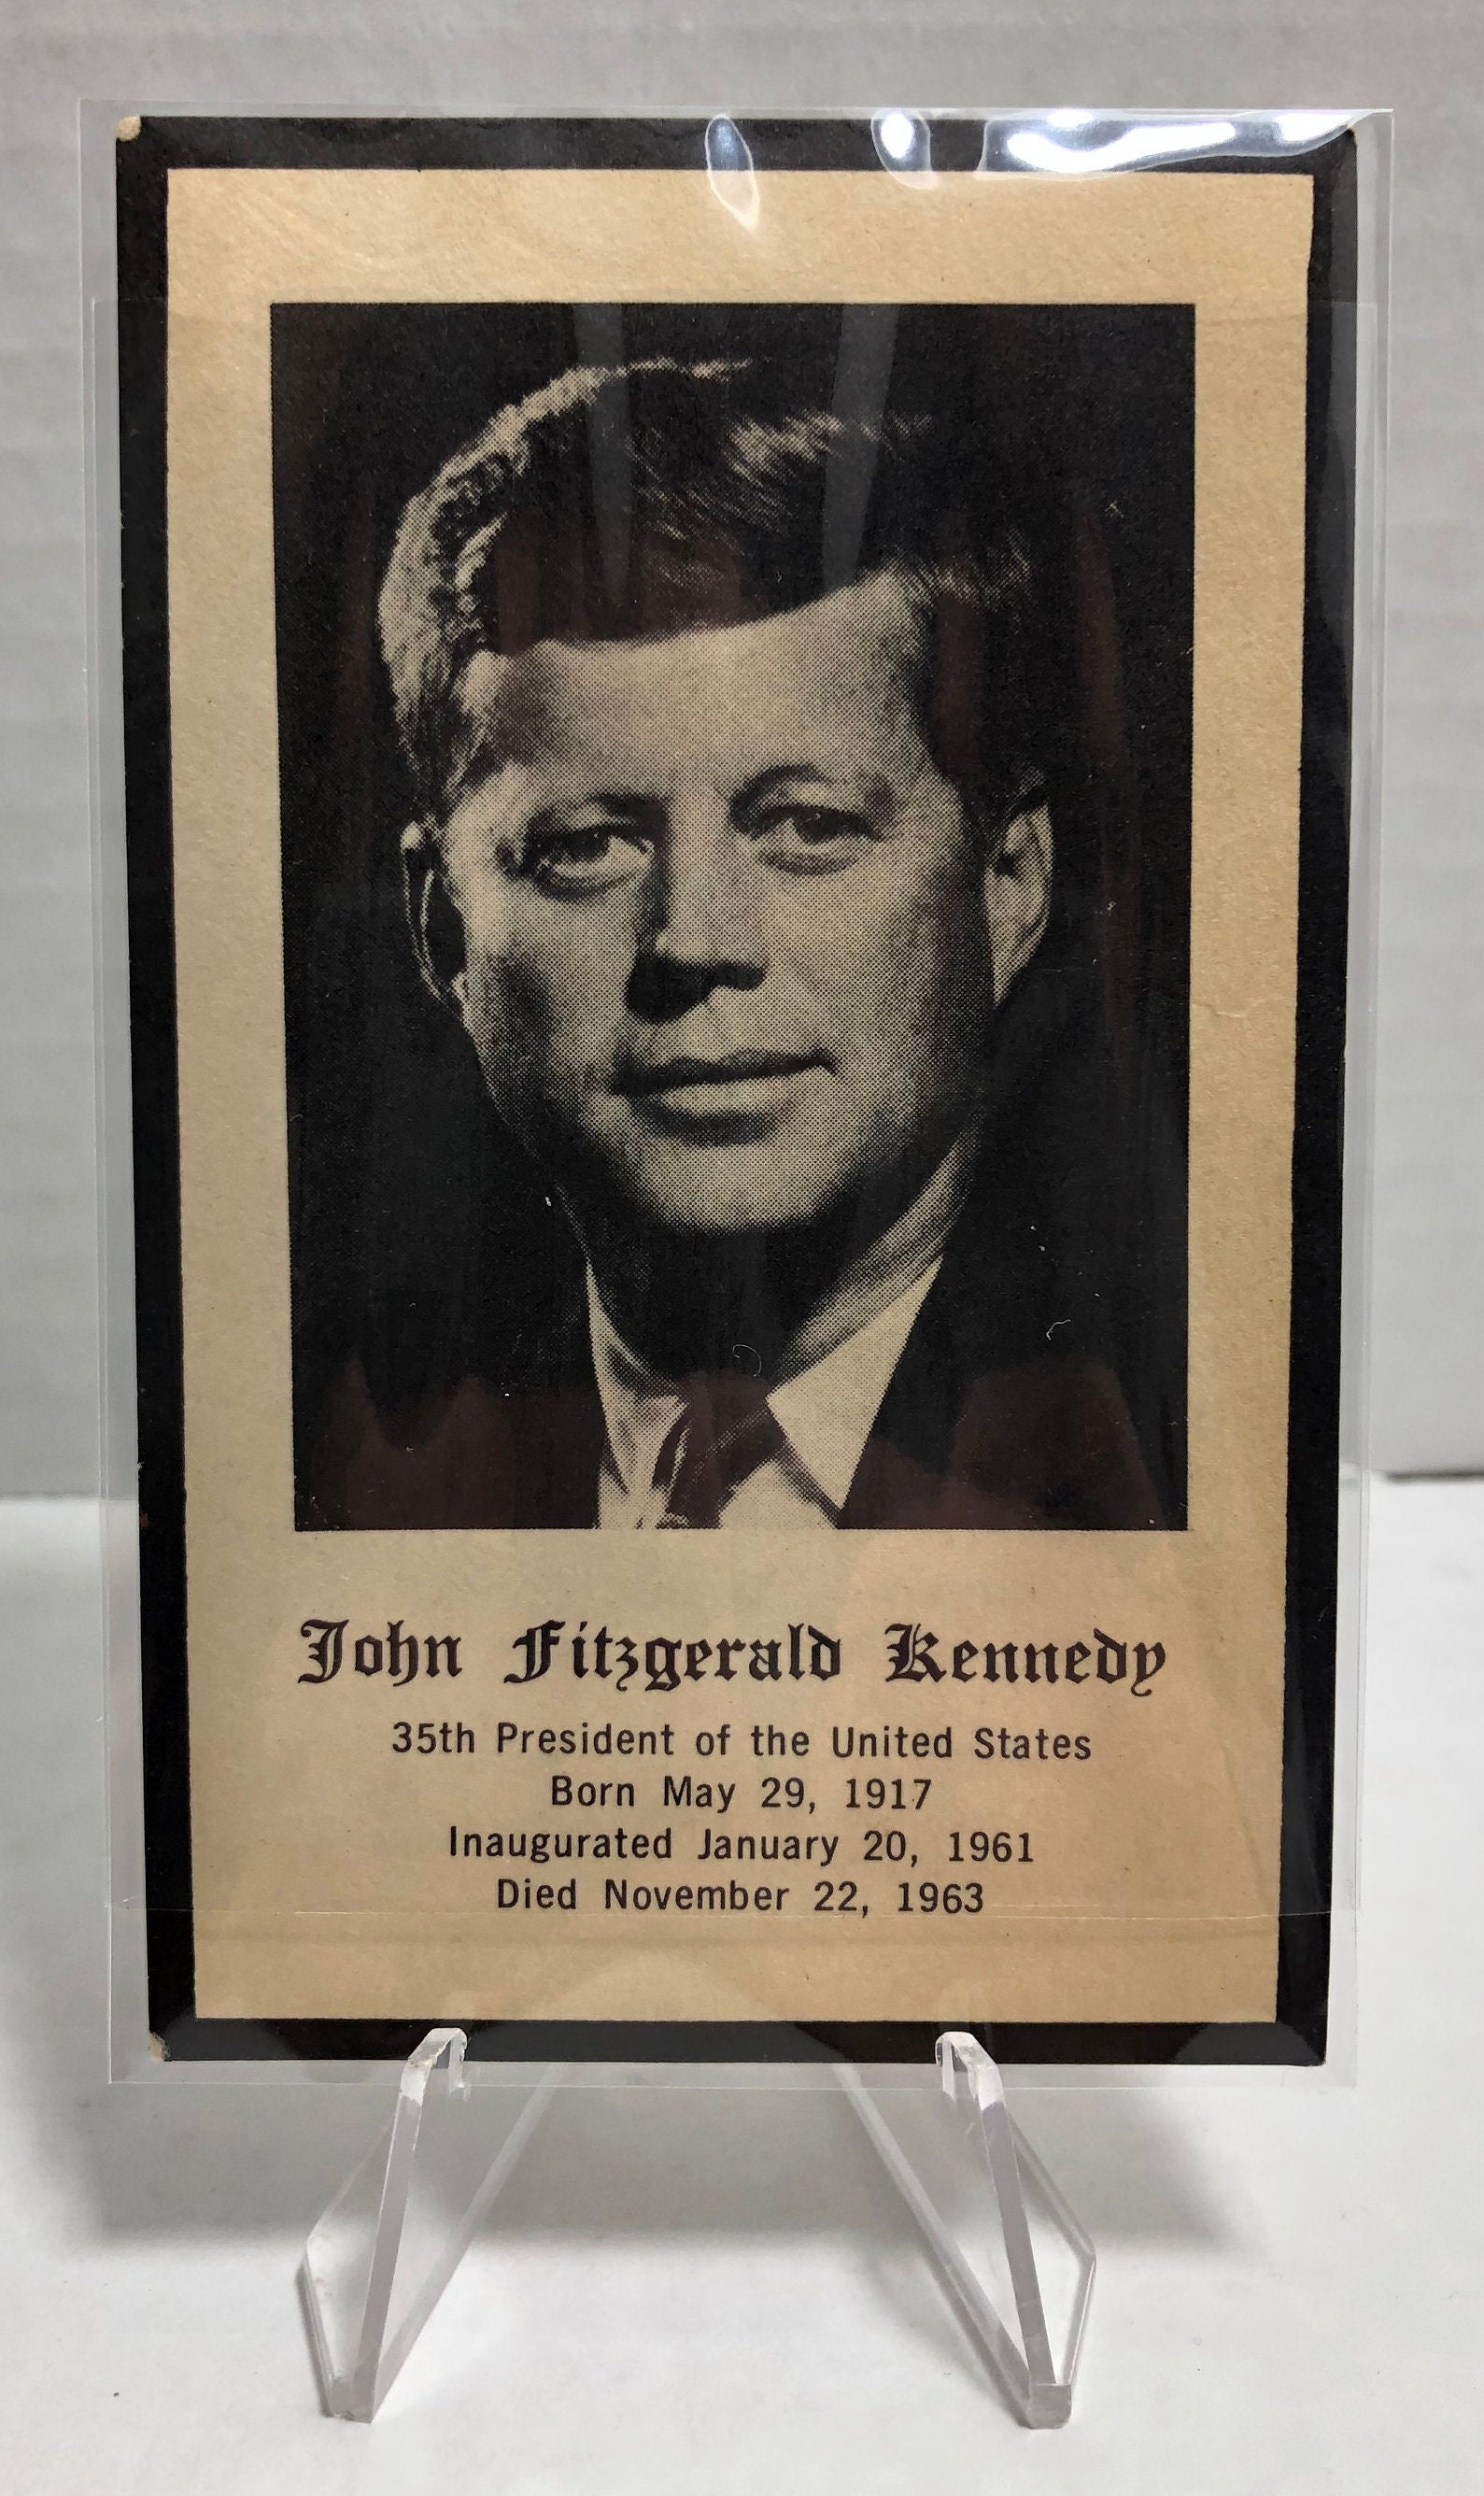 John Fitzgerald Kennedy
35th President of the United States
Born May 29, 1917
Inaugurated January 20, 1961
Died November 22, 1963